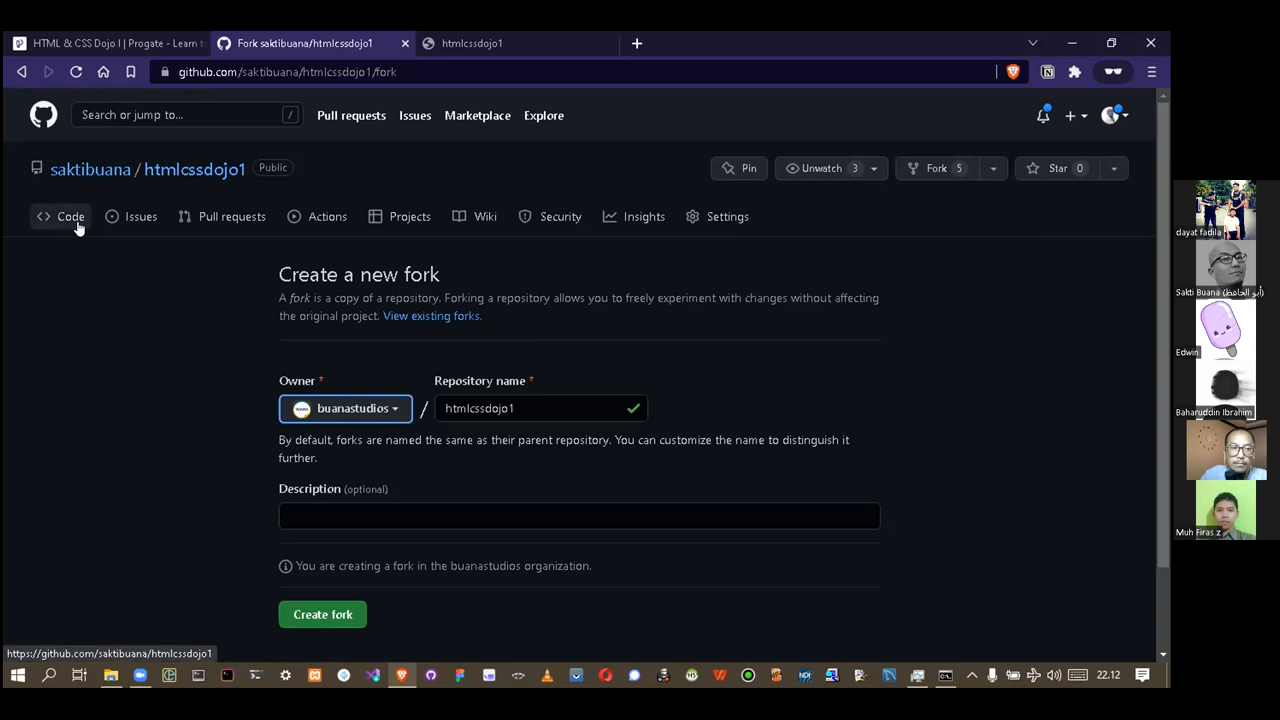 HTML & CSS Dojo I | Progate - Learn to
Fork saktibuana/htmlcssdojo1
htmlcssdojo1
github.com/saktibuana/htmlcssdojo1/fork
Search or jump to...
/
Pull requests
Issues
Marketplace
Explore
saktibuana / htmlcssdojo1
Public
Pin
Unwatch 3
Fork 5
Star 0
Code
Issues
Pull requests
Actions
Projects
Wiki
Security
Insights
Settings
Create a new fork
A fork is a copy of a repository. Forking a repository allows you to freely experiment with changes without affecting
the original project. View existing forks.
Owner *
Repository name *
buanastudios
/
htmlcssdojo1
By default, forks are named the same as their parent repository. You can customize the name to distinguish it
further.
Description (optional)
You are creating a fork in the buanastudios organization.
Create fork
https://github.com/saktibuana/htmlcssdojo1
22.12
dayat fadila
Sakti Buana (أبو الحافظ)
Edwin
Baharuddin Ibrahim
Muh Firas z